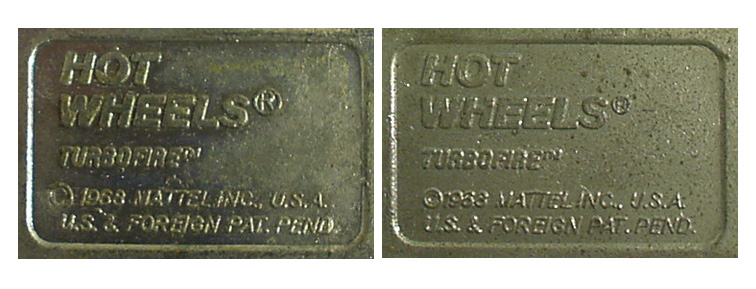 HOT
WHEELS®
TURBOFIRE™
© 1968 MATTEL, INC., U.S.A.
U.S. & FOREIGN PAT. PEND.
HOT
WHEELS®
TURBOFIRE™
© 1968 MATTEL, INC., U.S.A.
U.S. & FOREIGN PAT. PEND.